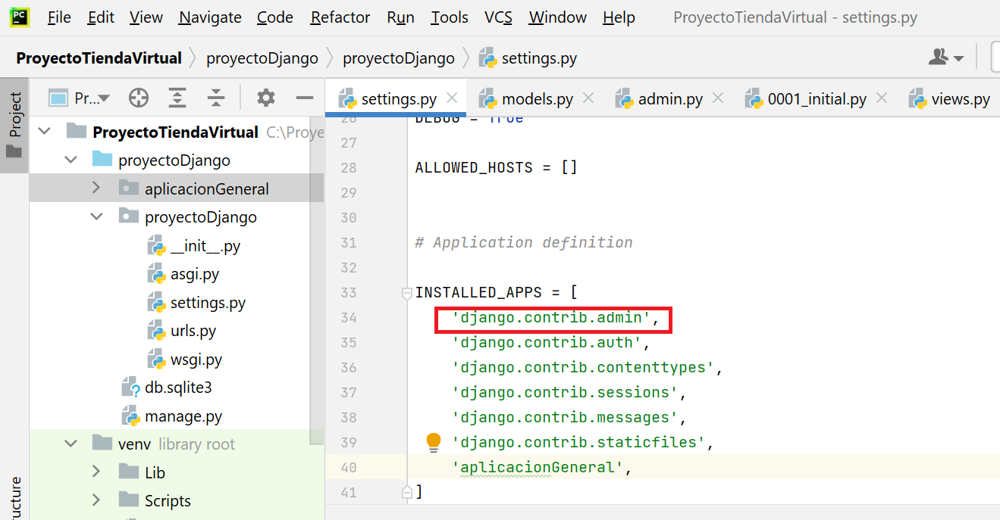 PC
File Edit View Navigate Code Refactor Run Tools VCS Window Help ProyectoTiendaVirtual - settings.py
ProyectoTiendaVirtual proyectoDjango proyectoDjango settings.py
Project
Pr...
settings.py models.py admin.py 0001_initial.py views.py
ProyectoTiendaVirtual C:\Proye
proyectoDjango
aplicacionGeneral
proyectoDjango
__init__.py
asgi.py
settings.py
urls.py
wsgi.py
db.sqlite3
manage.py
venv library root
Lib
Scripts
ucture
26 DEBUG = True
27
28 ALLOWED_HOSTS = []
29
30
31 # Application definition
32
33 INSTALLED_APPS = [
34 'django.contrib.admin',
35 'django.contrib.auth',
36 'django.contrib.contenttypes',
37 'django.contrib.sessions',
38 'django.contrib.messages',
39 'django.contrib.staticfiles',
40 'aplicacionGeneral',
41 ]